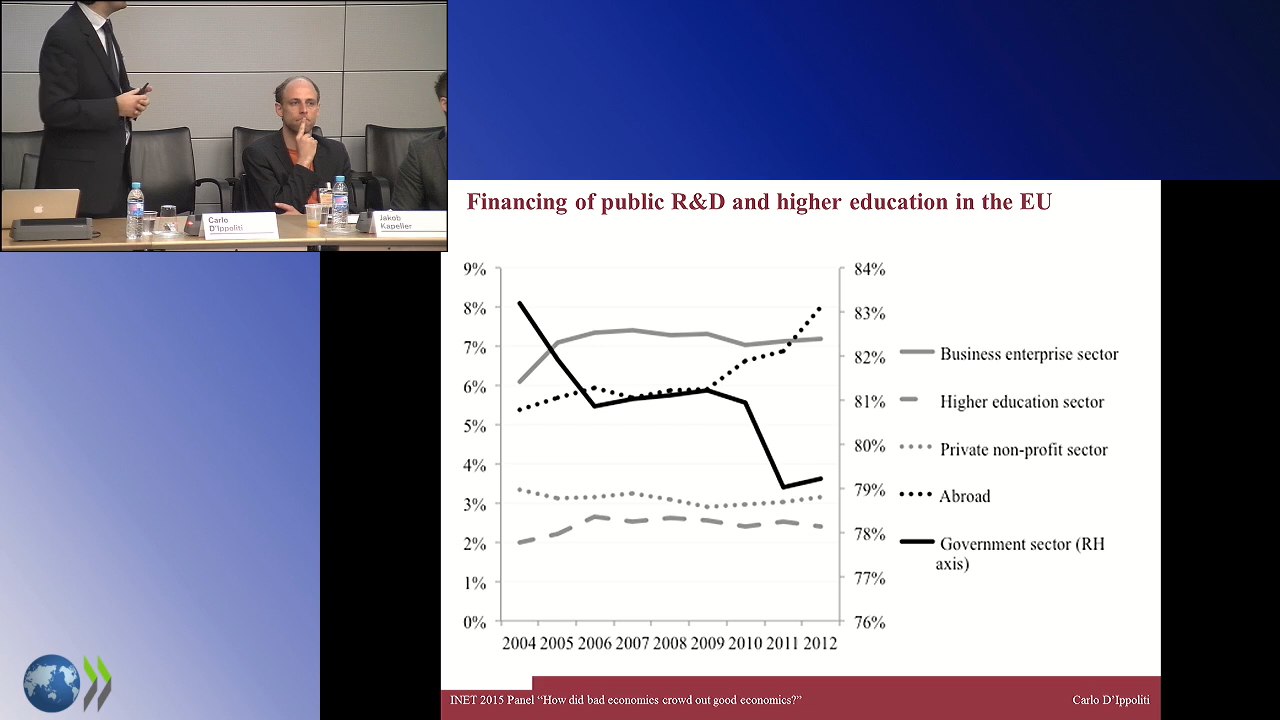 Carlo
D'Ippoliti
Jakob
Kapeller
Financing of public R&D and higher education in the EU
9%
8%
7%
6%
5%
4%
3%
2%
1%
0%
84%
83%
82%
81%
80%
79%
78%
77%
76%
2004 2005 2006 2007 2008 2009 2010 2011 2012
Business enterprise sector
Higher education sector
Private non-profit sector
Abroad
Government sector (RH
axis)
INET 2015 Panel “How did bad economics crowd out good economics?”
Carlo D’Ippoliti